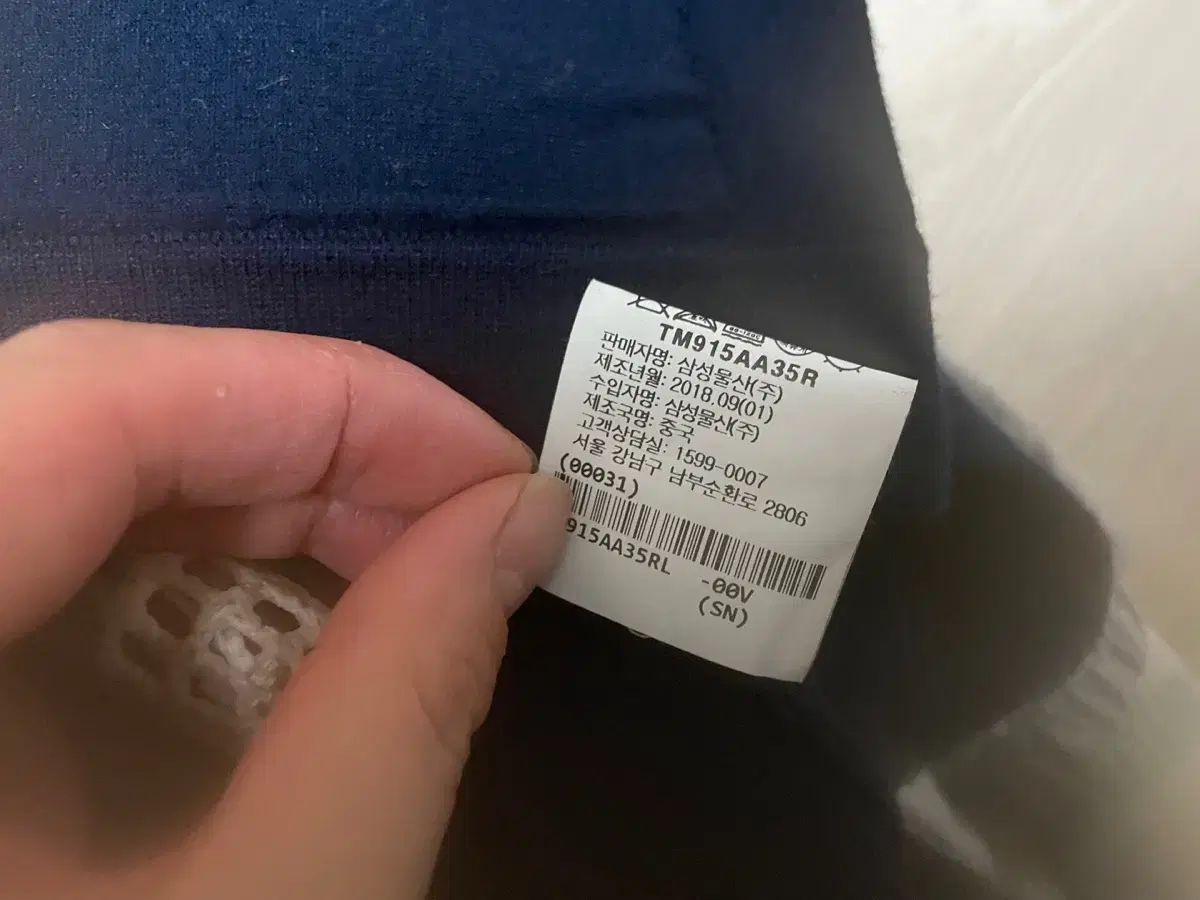 TM915AA35R
판매자명: 삼성물산(주)
제조년월: 2018.09(01)
수입자명: 삼성물산(주)
제조국명: 중국
고객상담실: 1599-0007
서울 강남구 남부순환로 2806
(00031)
915AA35RL -00V
(SN)